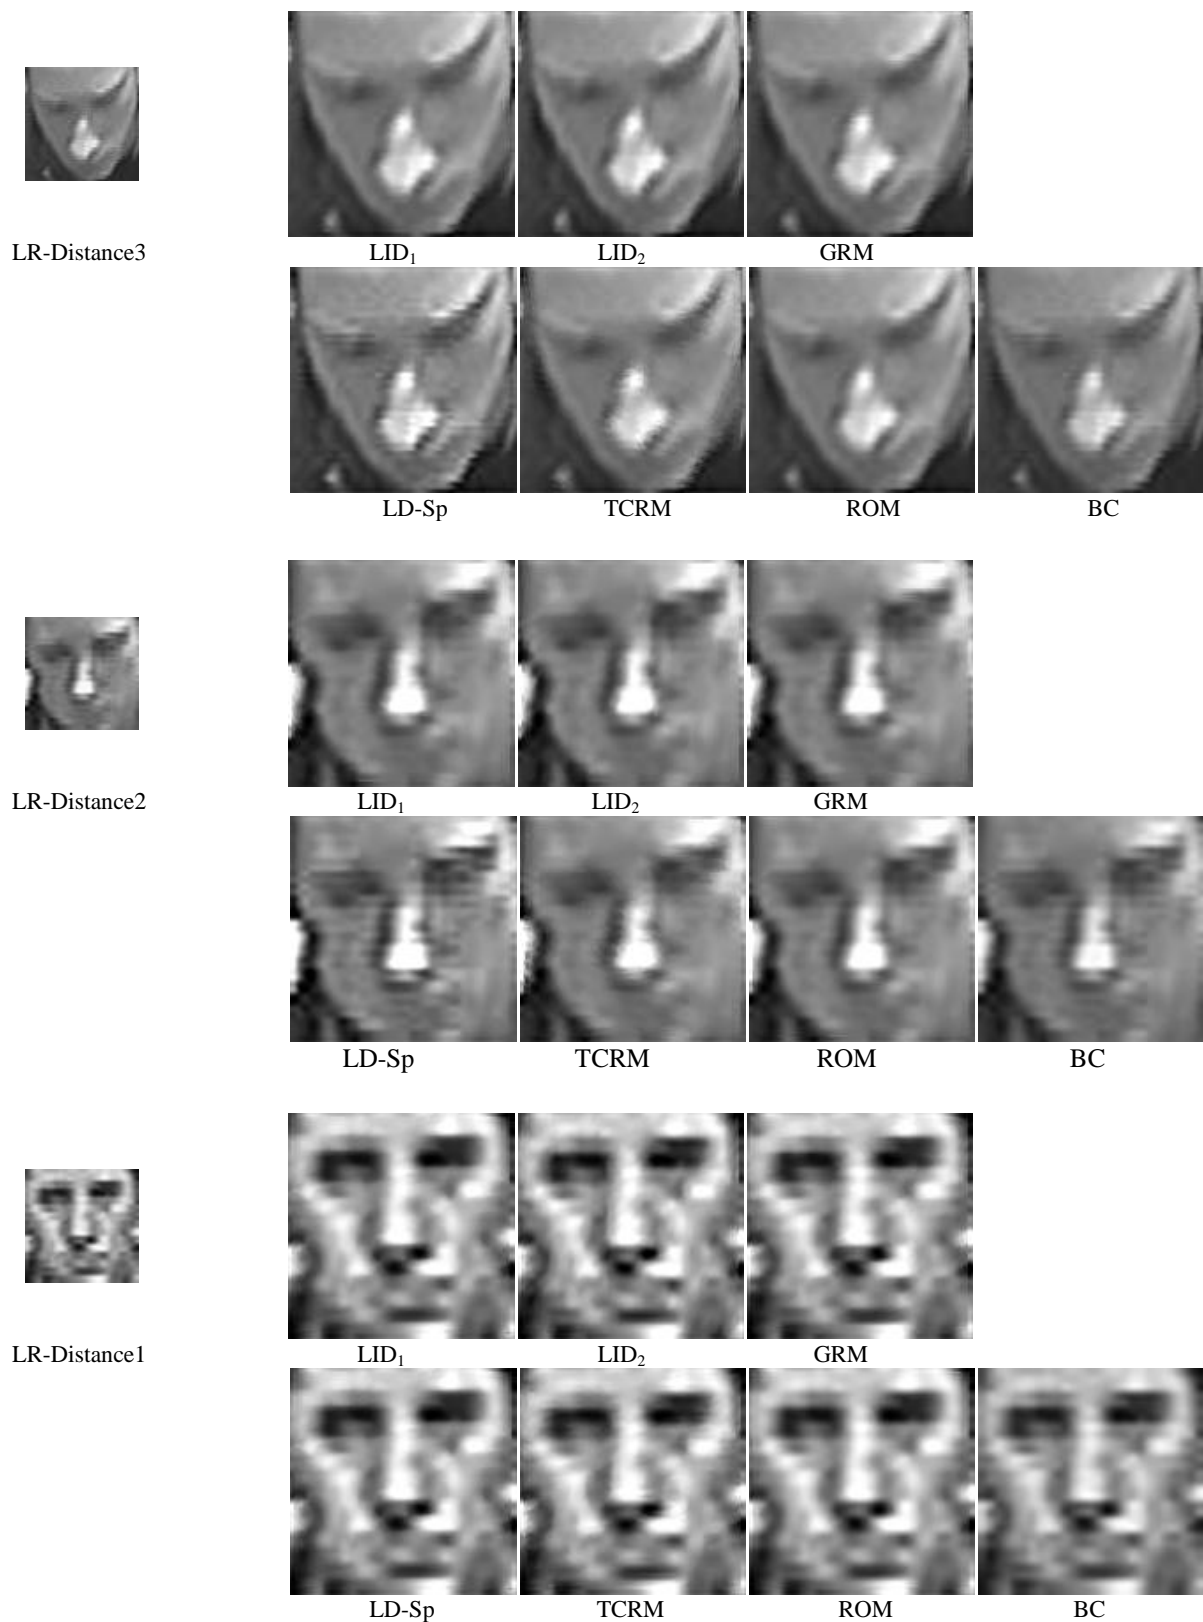 LR-Distance3 LID₁ LID₂ GRM
LD-Sp TCRM ROM BC
LR-Distance2 LID₁ LID₂ GRM
LD-Sp TCRM ROM BC
LR-Distance1 LID₁ LID₂ GRM
LD-Sp TCRM ROM BC